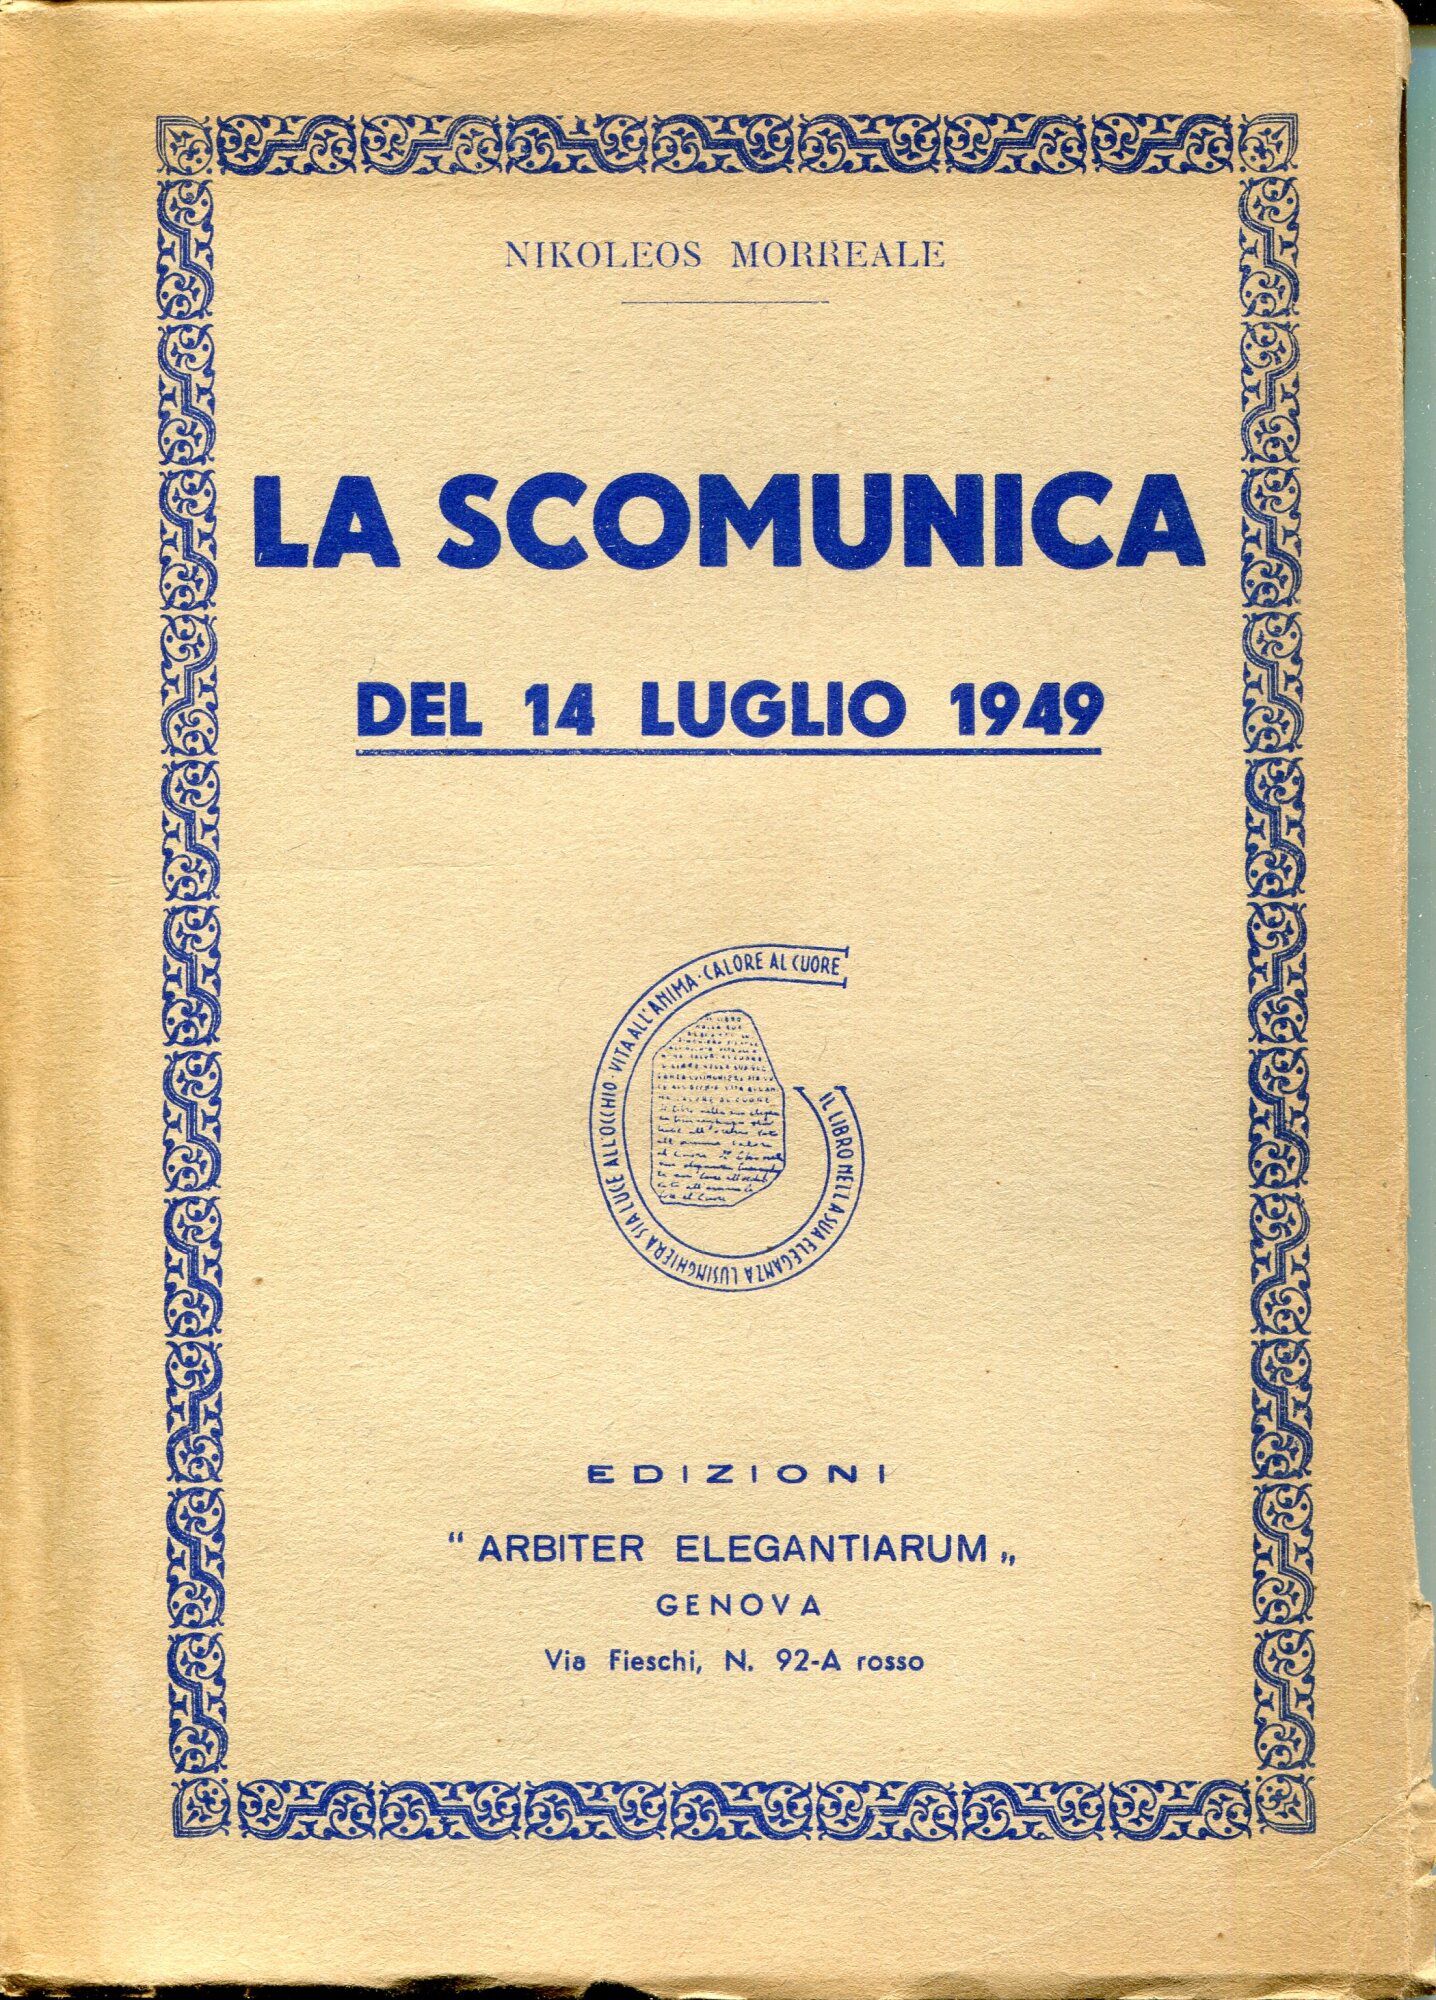 NIKOLEOS MORREALE
LA SCOMUNICA
DEL 14 LUGLIO 1949
IL LIBRO NELLA SUA ELEGANZA LUSINGHIERA SIA LUCE ALL'OCCHIO · VITA ALL'ANIMA · CALORE AL CUORE
EDIZIONI
" ARBITER ELEGANTIARUM „
GENOVA
Via Fieschi, N. 92-A rosso